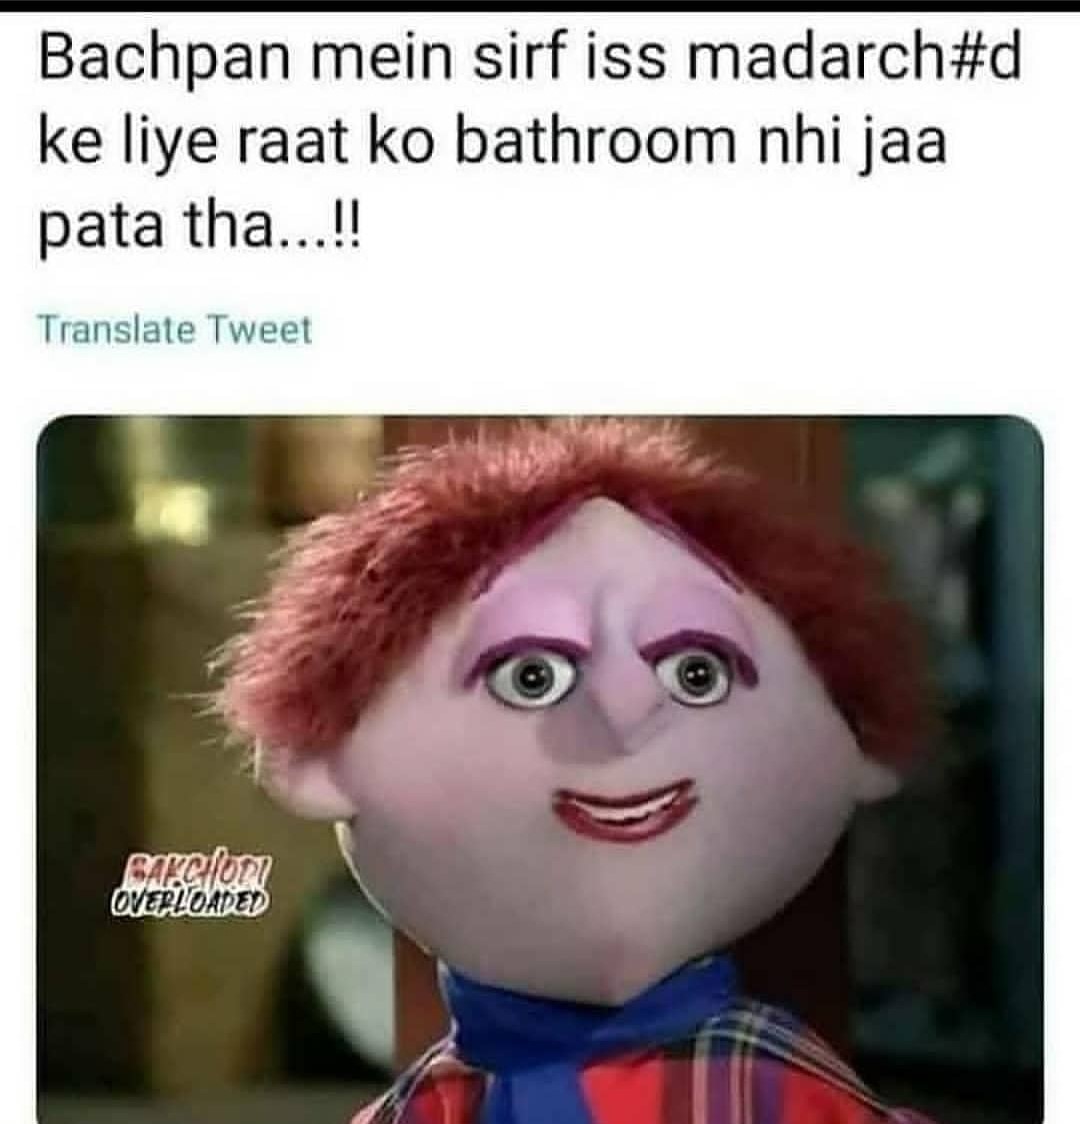 Bachpan mein sirf iss madarch#d
ke liye raat ko bathroom nhi jaa
pata tha...!!
Translate Tweet
BAKCHODI
OVERLOADED